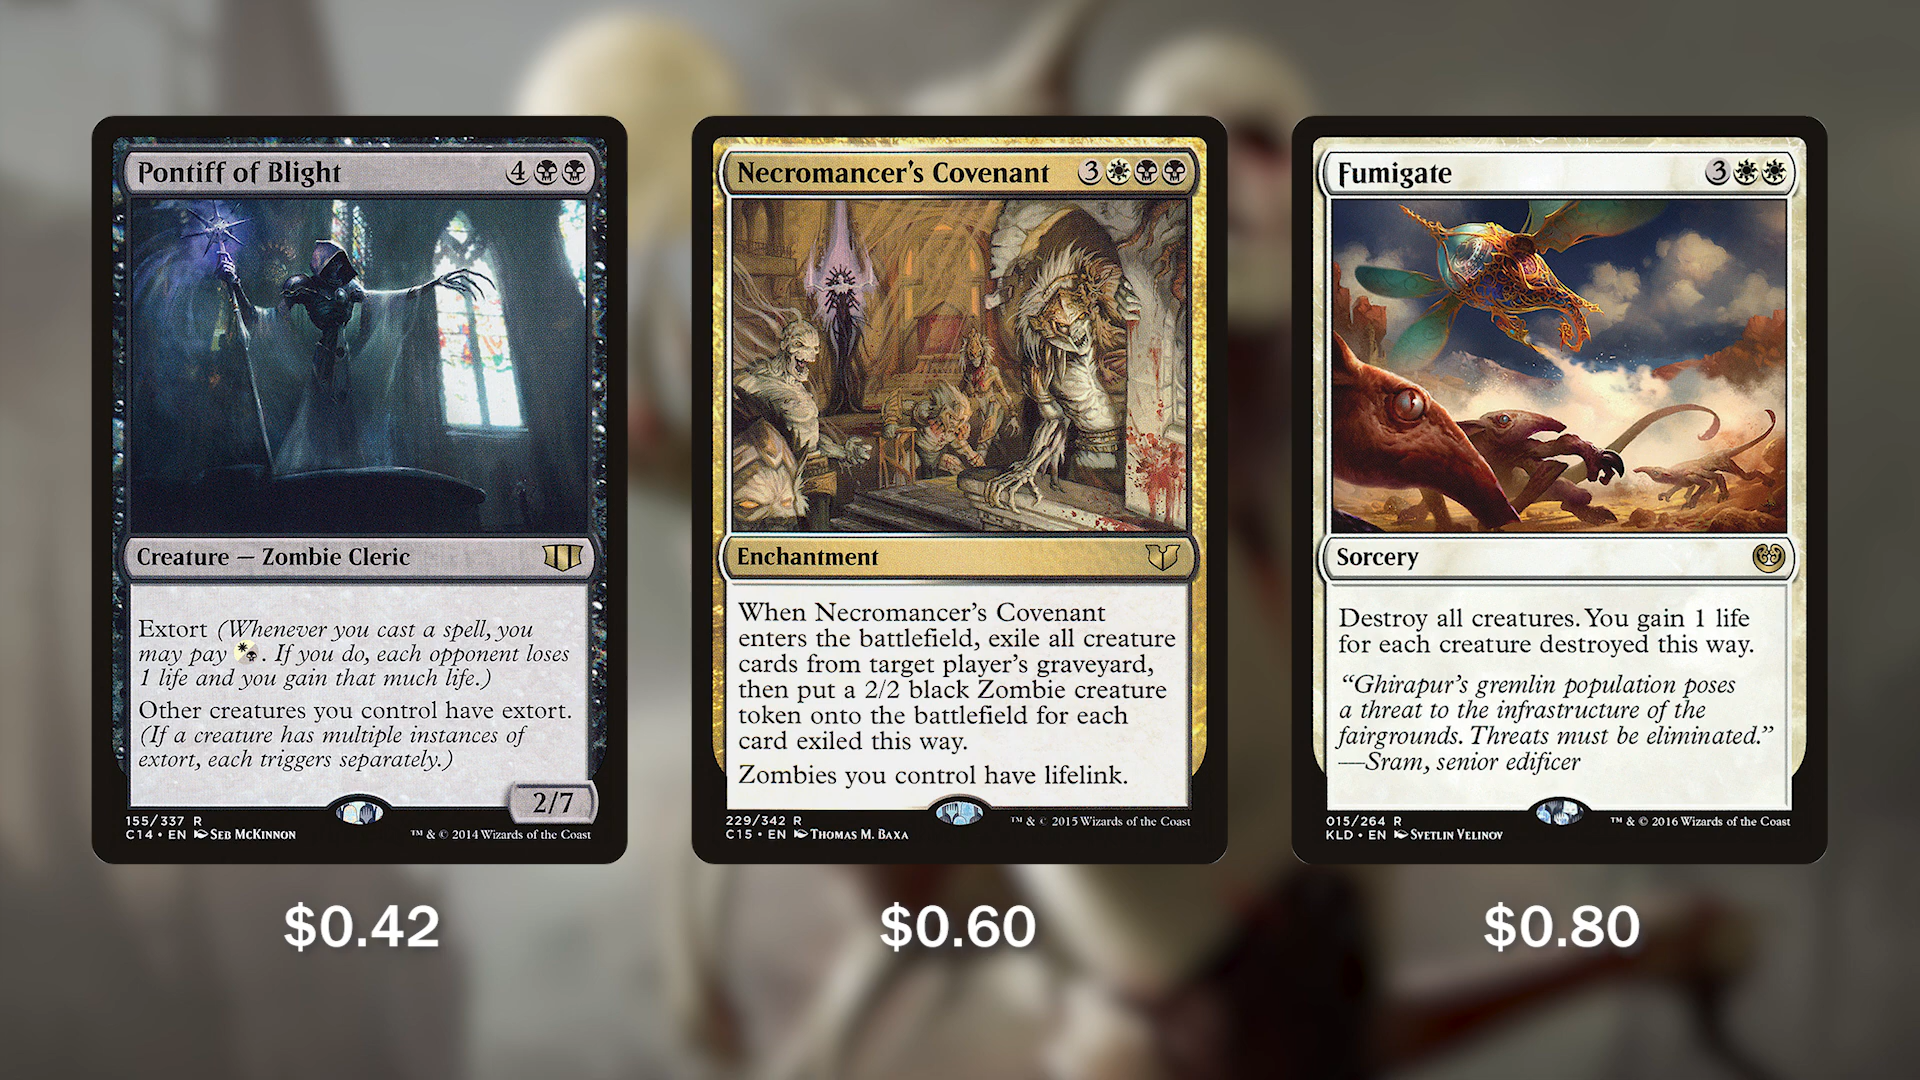 Pontiff of Blight 4
Creature — Zombie Cleric
Extort (Whenever you cast a spell, you
may pay . If you do, each opponent loses
1 life and you gain that much life.)
Other creatures you control have extort.
(If a creature has multiple instances of
extort, each triggers separately.)
2/7
155/337 R
C14 • EN Seb McKinnon
™ & © 2014 Wizards of the Coast
$0.42
Necromancer's Covenant 3
Enchantment
When Necromancer's Covenant
enters the battlefield, exile all creature
cards from target player's graveyard,
then put a 2/2 black Zombie creature
token onto the battlefield for each
card exiled this way.
Zombies you control have lifelink.
229/342 R
C15 • EN Thomas M. Baxa
™ & © 2015 Wizards of the Coast
$0.60
Fumigate 3
Sorcery
Destroy all creatures. You gain 1 life
for each creature destroyed this way.
“Ghirapur's gremlin population poses
a threat to the infrastructure of the
fairgrounds. Threats must be eliminated.”
—Sram, senior edificer
015/264 R
KLD • EN Svetlin Velinov
™ & © 2016 Wizards of the Coast
$0.80